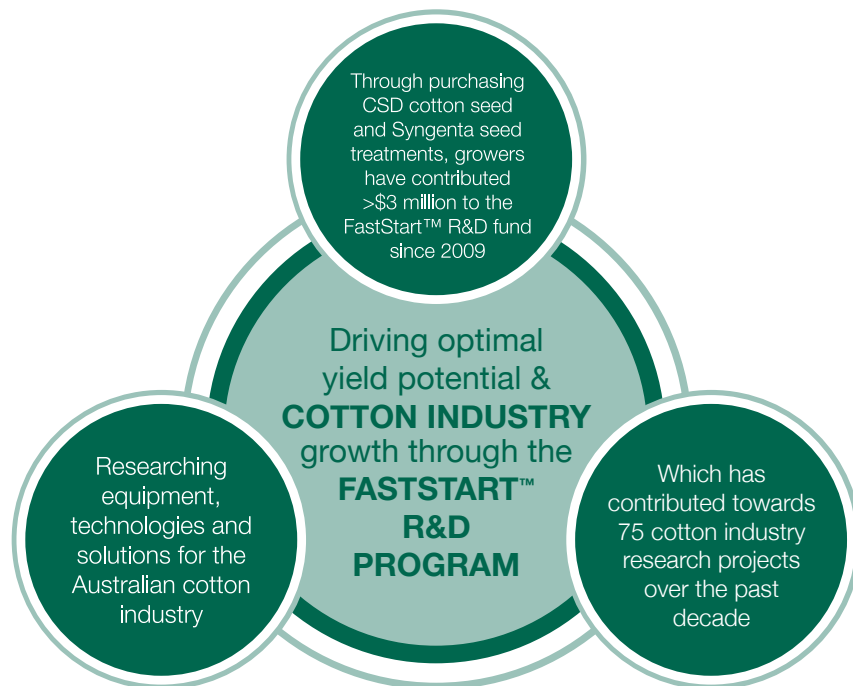 Through purchasing
CSD cotton seed
and Syngenta seed
treatments, growers
have contributed
>$3 million to the
FastStart™ R&D fund
since 2009
Driving optimal
yield potential &
COTTON INDUSTRY
growth through the
FASTSTART™
R&D
PROGRAM
Researching
equipment,
technologies and
solutions for the
Australian cotton
industry
Which has
contributed towards
75 cotton industry
research projects
over the past
decade